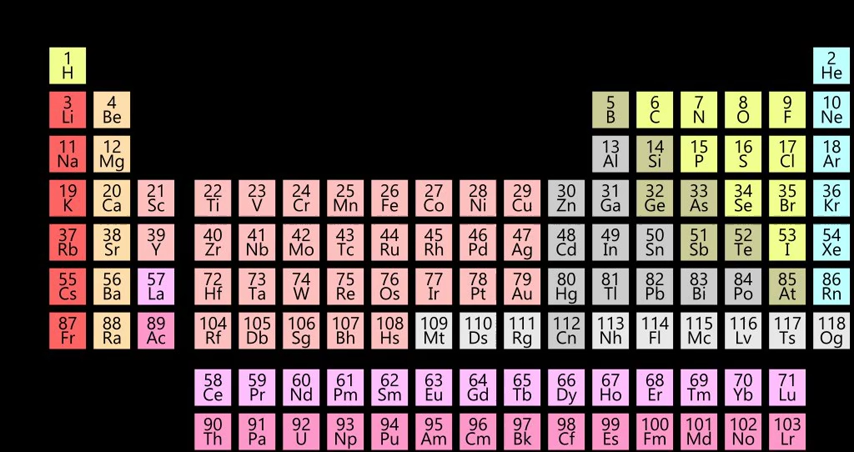 1 2
H He
3 4 5 6 7 8 9 10
Li Be B C N O F Ne
11 12 13 14 15 16 17 18
Na Mg Al Si P S Cl Ar
19 20 21 22 23 24 25 26 27 28 29 30 31 32 33 34 35 36
K Ca Sc Ti V Cr Mn Fe Co Ni Cu Zn Ga Ge As Se Br Kr
37 38 39 40 41 42 43 44 45 46 47 48 49 50 51 52 53 54
Rb Sr Y Zr Nb Mo Tc Ru Rh Pd Ag Cd In Sn Sb Te I Xe
55 56 57 72 73 74 75 76 77 78 79 80 81 82 83 84 85 86
Cs Ba La Hf Ta W Re Os Ir Pt Au Hg Tl Pb Bi Po At Rn
87 88 89 104 105 106 107 108 109 110 111 112 113 114 115 116 117 118
Fr Ra Ac Rf Db Sg Bh Hs Mt Ds Rg Cn Nh Fl Mc Lv Ts Og
58 59 60 61 62 63 64 65 66 67 68 69 70 71
Ce Pr Nd Pm Sm Eu Gd Tb Dy Ho Er Tm Yb Lu
90 91 92 93 94 95 96 97 98 99 100 101 102 103
Th Pa U Np Pu Am Cm Bk Cf Es Fm Md No Lr